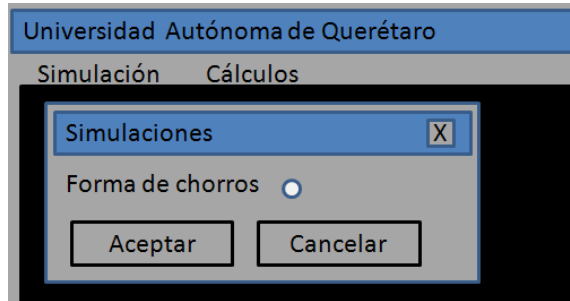 Universidad Autónoma de Querétaro
Simulación Cálculos
Simulaciones X
Forma de chorros
Aceptar Cancelar